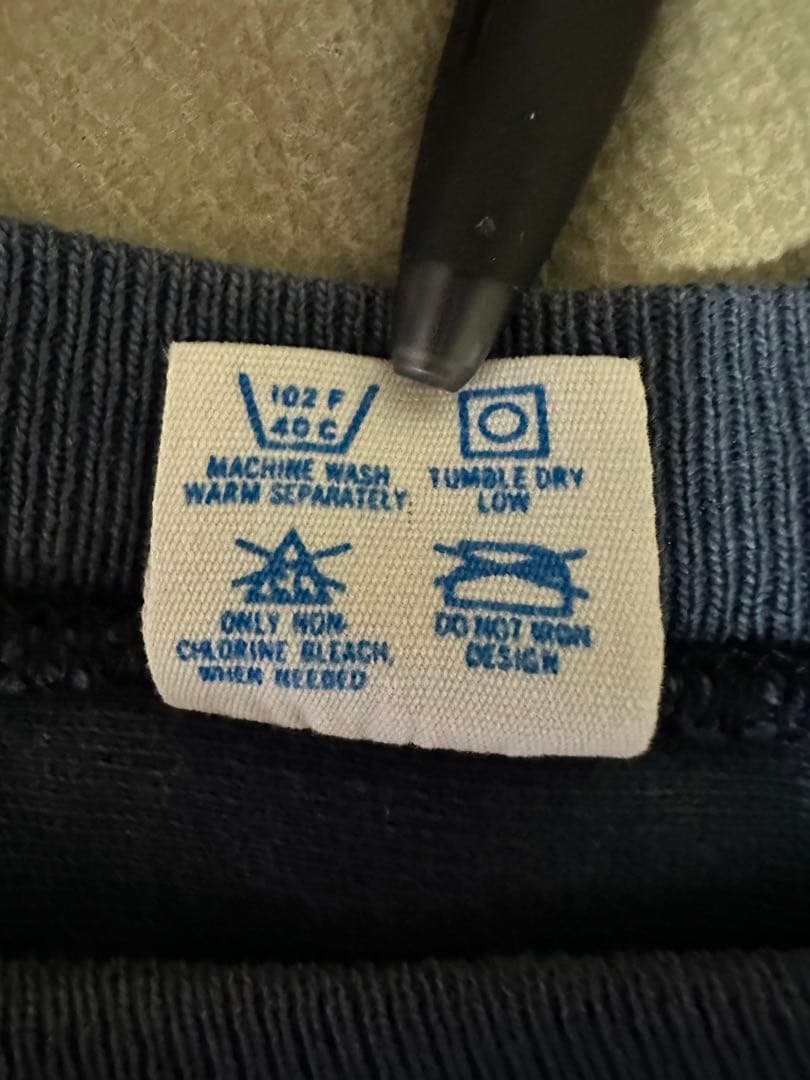 102 F
40 C
MACHINE WASH
WARM SEPARATELY
TUMBLE DRY
LOW
CL
ONLY NON-
CHLORINE BLEACH,
WHEN NEEDED
DO NOT IRON
DESIGN